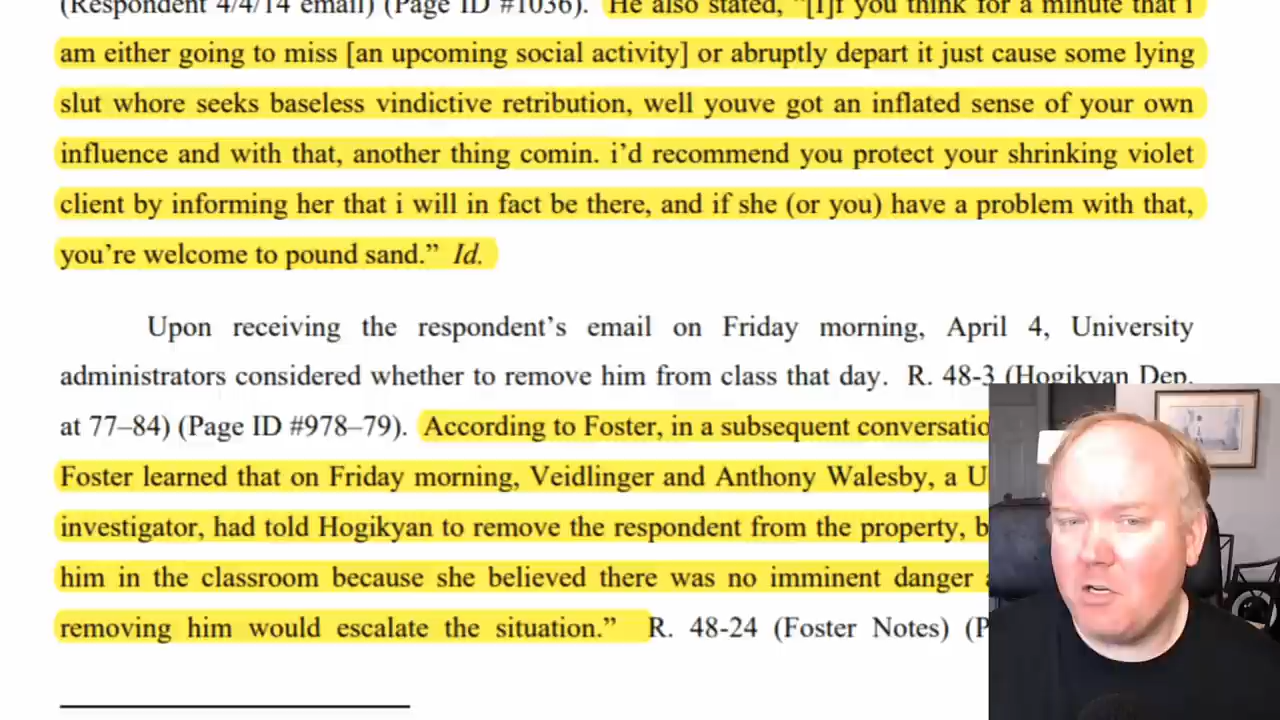 (Respondent 4/4/14 email) (Page ID #1036). He also stated, “[I]f you think for a minute that i
am either going to miss [an upcoming social activity] or abruptly depart it just cause some lying
slut whore seeks baseless vindictive retribution, well youve got an inflated sense of your own
influence and with that, another thing comin. i’d recommend you protect your shrinking violet
client by informing her that i will in fact be there, and if she (or you) have a problem with that,
you’re welcome to pound sand.” Id.
Upon receiving the respondent’s email on Friday morning, April 4, University
administrators considered whether to remove him from class that day. R. 48-3 (Hogikyan Dep.
at 77–84) (Page ID #978–79). According to Foster, in a subsequent
Foster learned that on Friday morning, Veidlinger and Anthony Walesby, a
investigator, had told Hogikyan to remove the respondent from the property,
him in the classroom because she believed there was no imminent danger
removing him would escalate the situation.” R. 48-24 (Foster Notes)